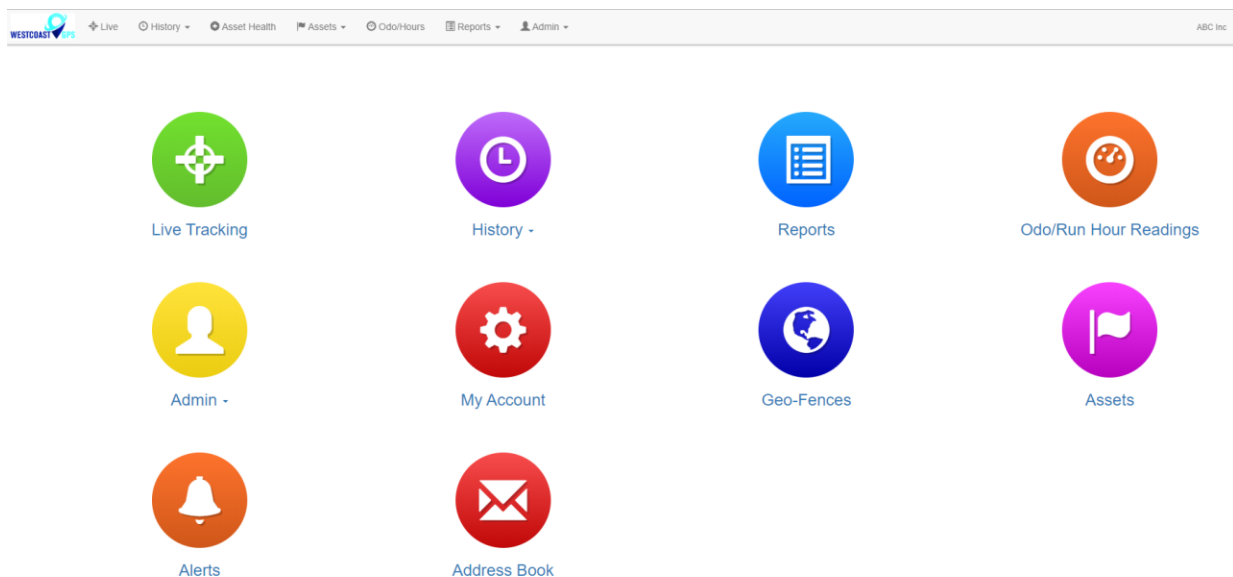 WESTCOAST GPS
Live History Asset Health Assets Odo/Hours Reports Admin ABC Inc
Live Tracking History Reports Odo/Run Hour Readings
Admin My Account Geo-Fences Assets
Alerts Address Book